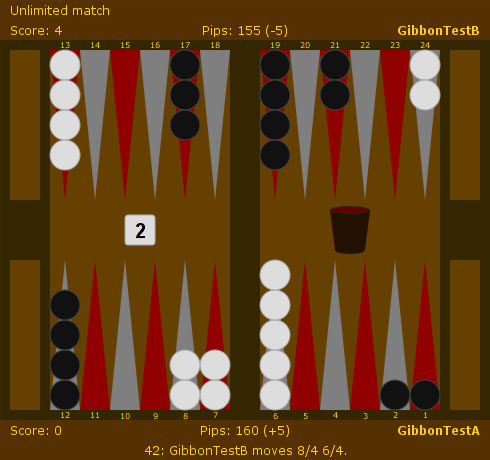 Unlimited match
Score: 4 Pips: 155 (-5) GibbonTestB
13 14 15 16 17 18 19 20 21 22 23 24
2
12 11 10 9 8 7 6 5 4 3 2 1
Score: 0 Pips: 160 (+5) GibbonTestA
42: GibbonTestB moves 8/4 6/4.